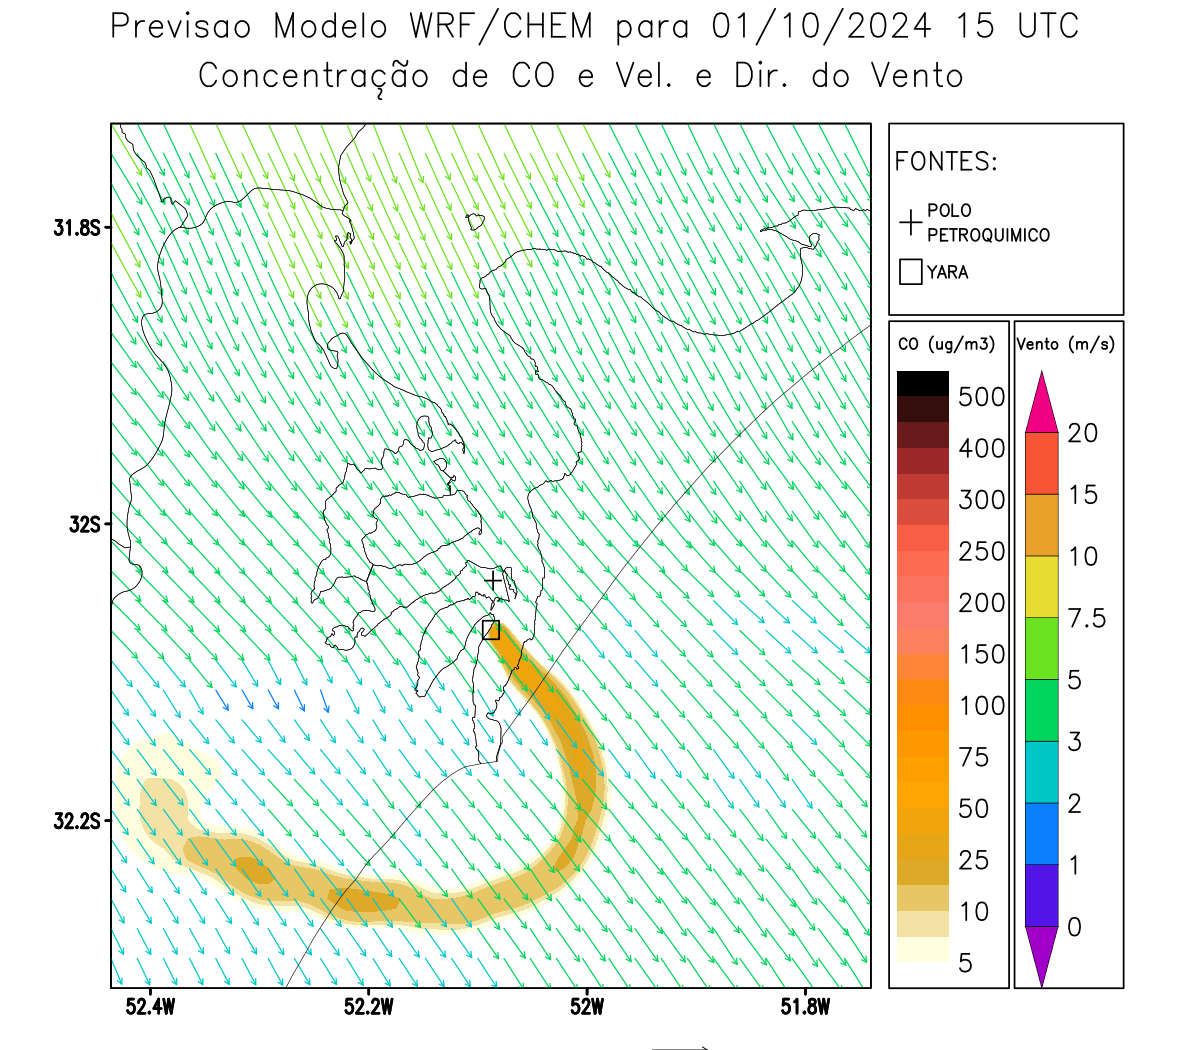 Previsao Modelo WRF/CHEM para 01/10/2024 15 UTC
Concentração de CO e Vel. e Dir. do Vento
FONTES:
POLO
PETROQUIMICO
YARA
31.8S
32S
32.2S
52.4W
52.2W
52W
51.8W
CO (ug/m3)
500
400
300
250
200
150
100
75
50
25
10
5
Vento (m/s)
20
15
10
7.5
5
3
2
1
0